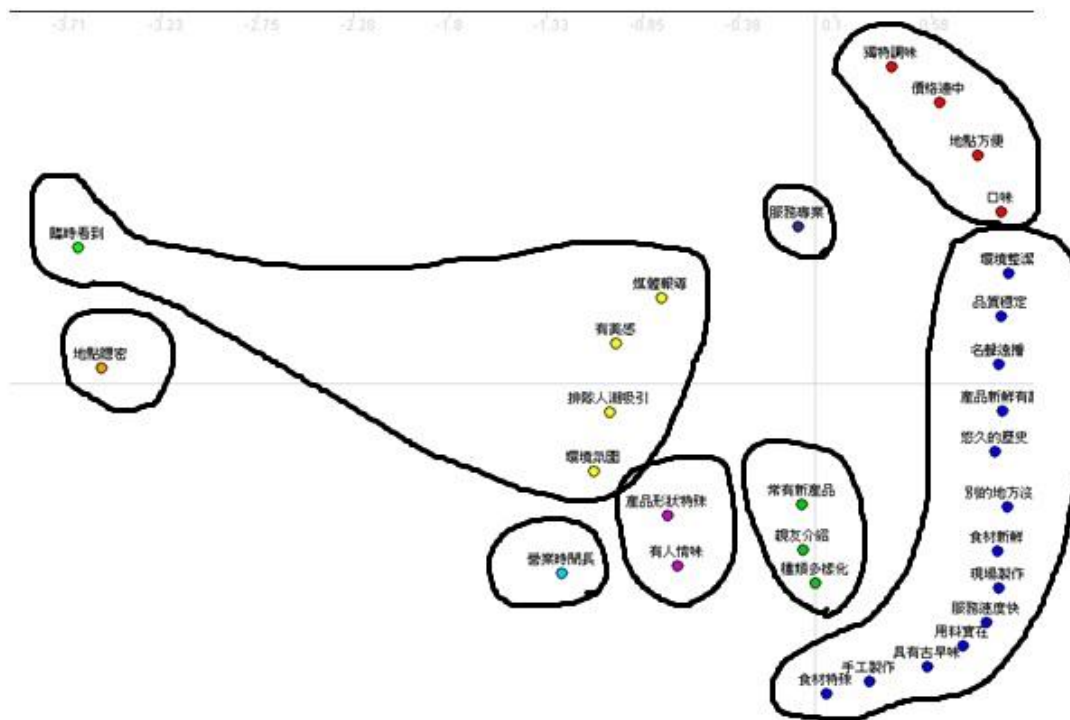 -3.71 -3.23 -2.75 -2.28 -1.8 -1.33 -0.85 -0.38 0.1 0.58
獨特調味
價格適中
地點方便
口味
服務專業
臨時看到
環境整潔
媒體報導
品質穩定
有美感
地點隱密
名聲遠播
排隊人潮吸引
產品新鮮有
悠久的歷史
環境氛圍
常有新產品
產品形狀特殊
別的地方沒
食材新鮮
親友介紹
有人情味
營業時間長
種類多樣化
現場製作
服務速度快
用料實在
具有古早味
手工製作
食材特殊